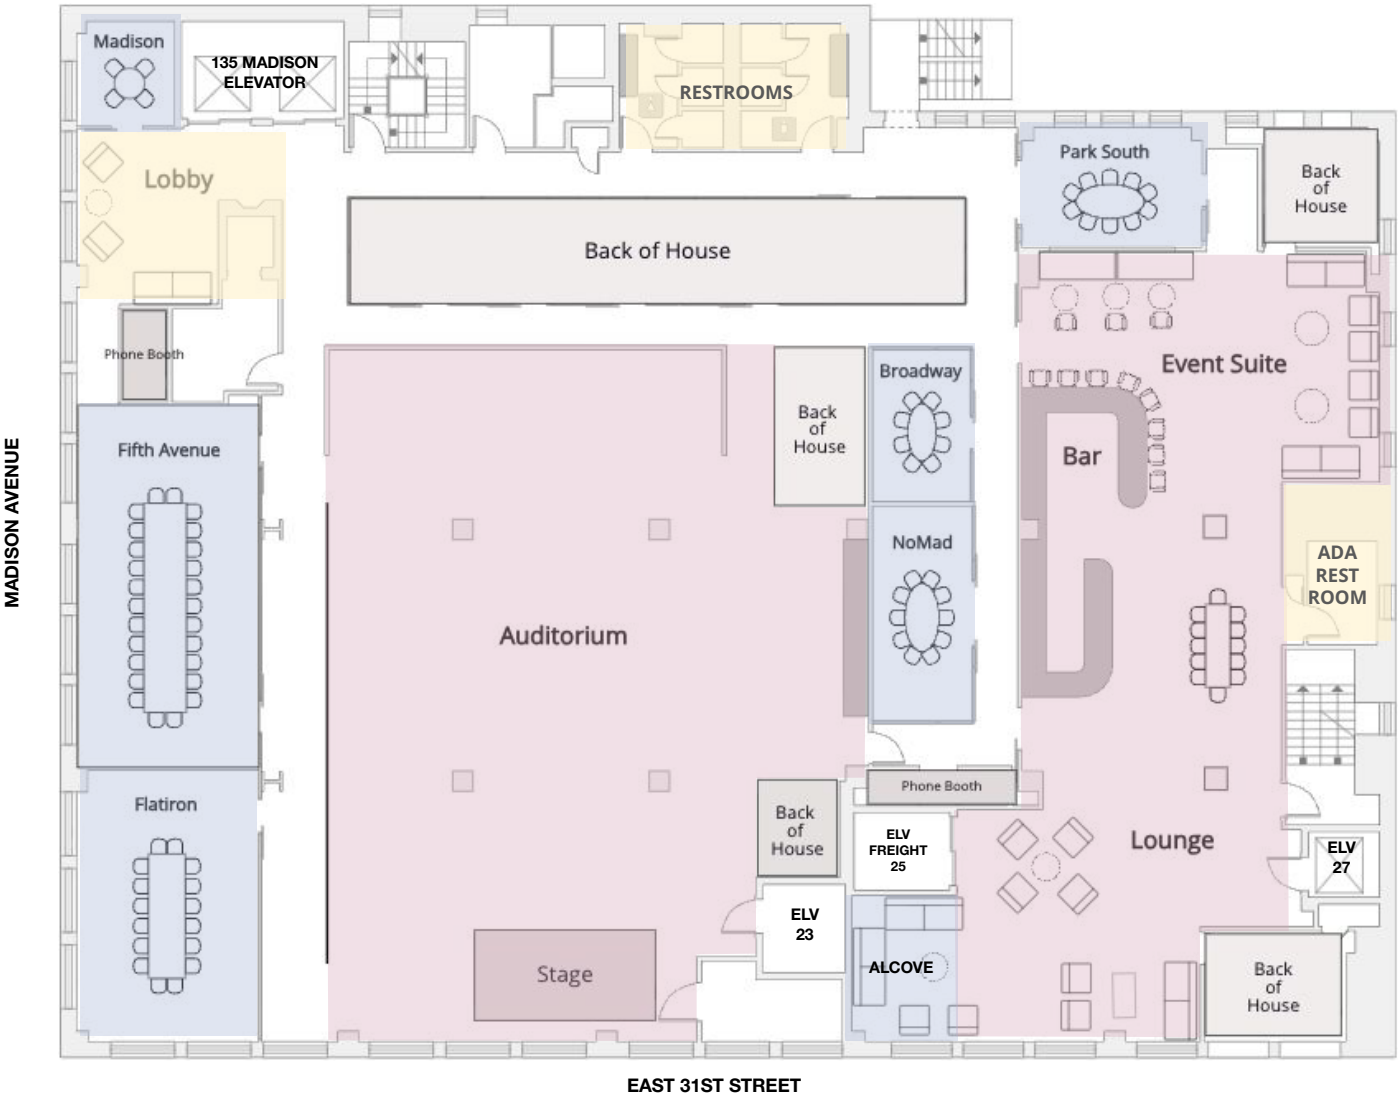 Madison
135 MADISON
ELEVATOR
RESTROOMS
Lobby
Park South
Back
of
House
Back of House
Phone Booth
Event Suite
Broadway
Back
of
House
Bar
Fifth Avenue
MADISON AVENUE
NoMad
ADA
REST
ROOM
Auditorium
Flatiron
Phone Booth
Back
of
House
ELV
FREIGHT
25
Lounge
ELV
27
ELV
23
Stage
ALCOVE
Back
of
House
EAST 31ST STREET